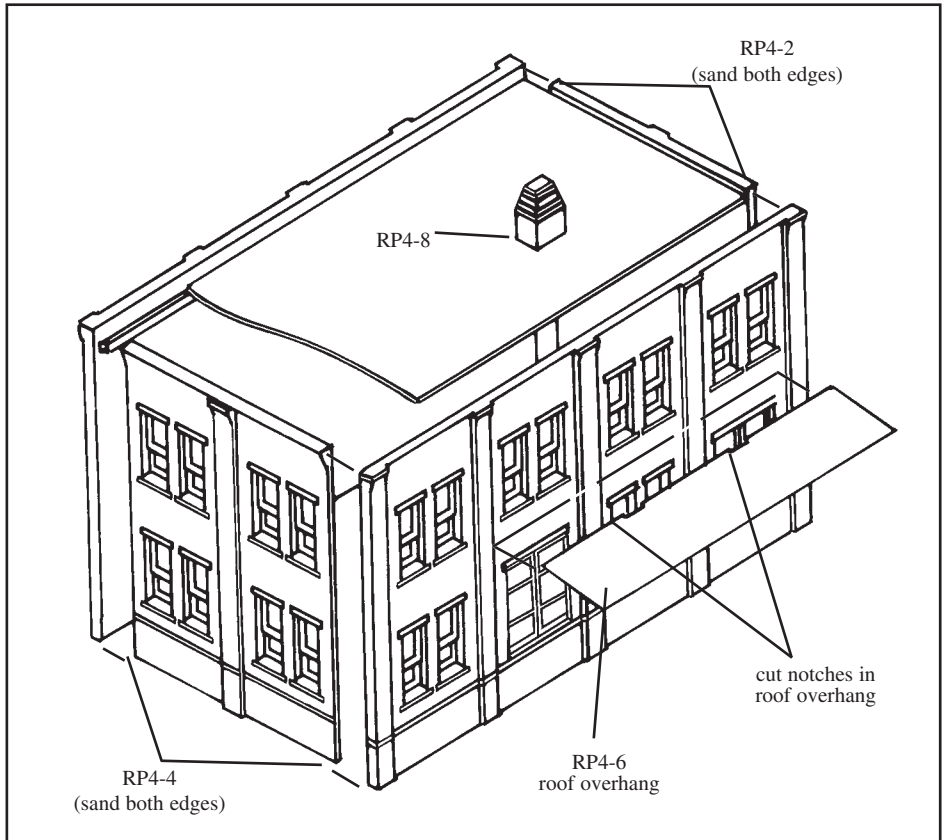 RP4-2
(sand both edges)
RP4-8
cut notches in
roof overhang
RP4-6
roof overhang
RP4-4
(sand both edges)